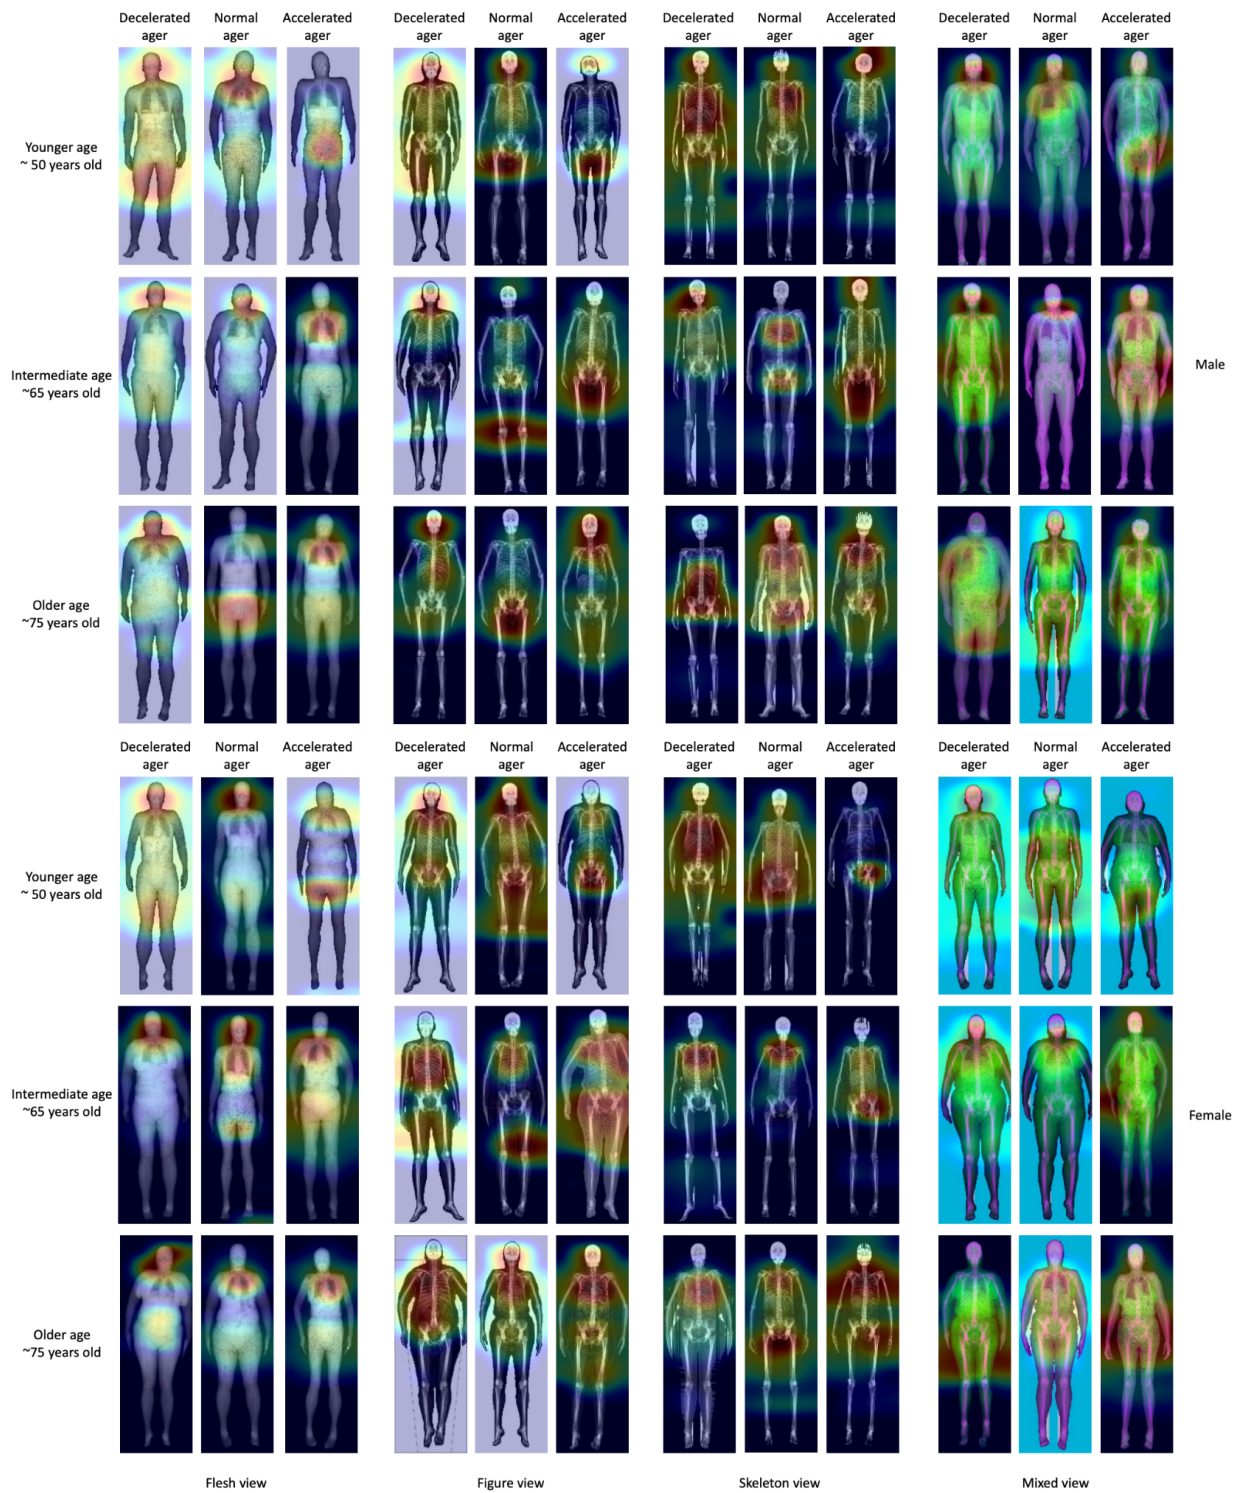 Decelerated Normal Accelerated Decelerated Normal Accelerated Decelerated Normal Accelerated Decelerated Normal Accelerated
ager ager ager ager ager ager ager ager ager ager ager ager
Younger age
~ 50 years old
Intermediate age
~65 years old
Male
Older age
~75 years old
Decelerated Normal Accelerated Decelerated Normal Accelerated Decelerated Normal Accelerated Decelerated Normal Accelerated
ager ager ager ager ager ager ager ager ager ager ager ager
Younger age
~ 50 years old
Intermediate age
~65 years old
Female
Older age
~75 years old
Flesh view Figure view Skeleton view Mixed view